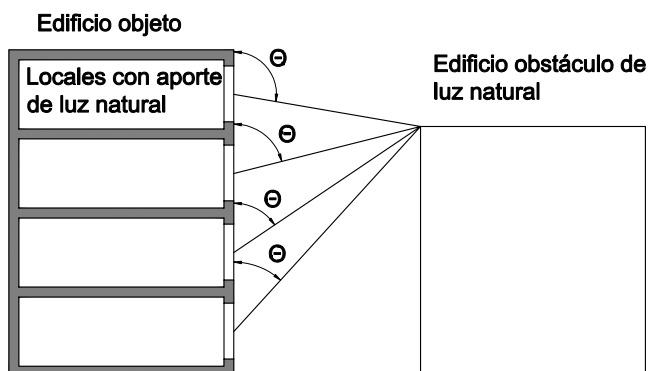 Edificio objeto
Locales con aporte
de luz natural
Edificio obstáculo de
luz natural
Θ
Θ
Θ
Θ